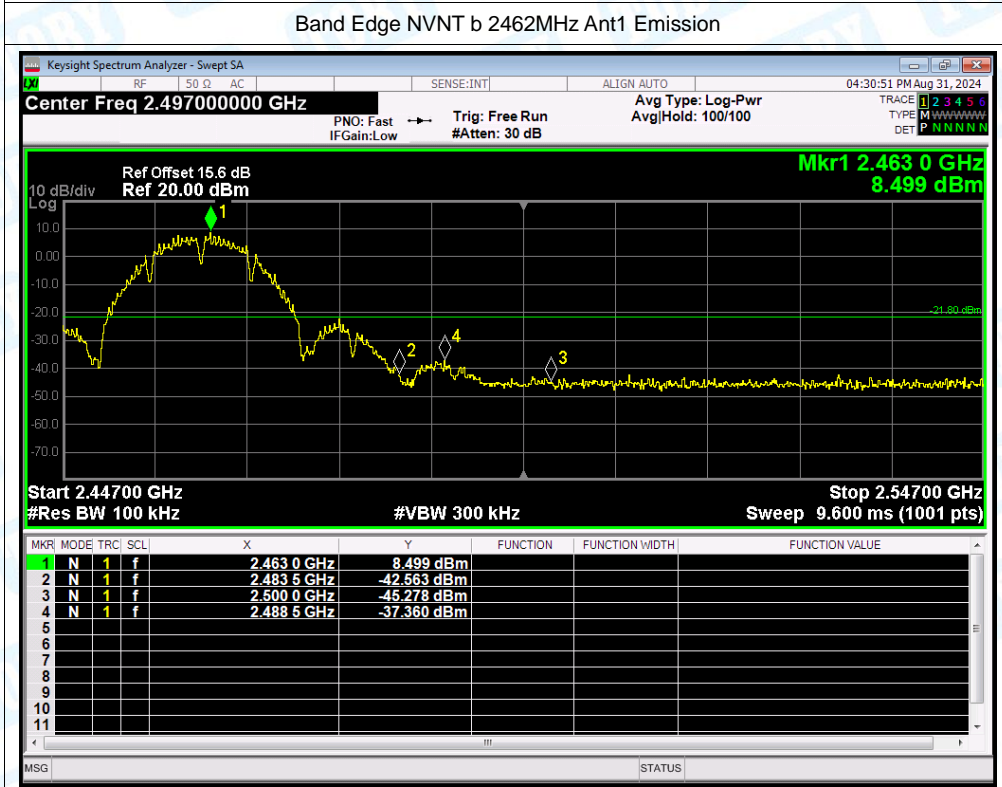 Band Edge NVNT b 2462MHz Ant1 Emission
Keysight Spectrum Analyzer - Swept SA
LXI RF 50 Ω AC SENSE:INT ALIGN AUTO 04:30:51 PM Aug 31, 2024
Center Freq 2.497000000 GHz
PNO: Fast
IFGain:Low
Trig: Free Run
#Atten: 30 dB
Avg Type: Log-Pwr
Avg|Hold: 100/100
TRACE 1 2 3 4 5 6
TYPE M W W W W W
DET P N N N N N
Mkr1 2.463 0 GHz
8.499 dBm
Ref Offset 15.6 dB
10 dB/div Ref 20.00 dBm
Log
10.0
0.00
-10.0
-20.0
-30.0
-40.0
-50.0
-60.0
-70.0
1
2
4
3
-21.80 dBm
Start 2.44700 GHz Stop 2.54700 GHz
#Res BW 100 kHz #VBW 300 kHz Sweep 9.600 ms (1001 pts)
MKR MODE TRC SCL X Y FUNCTION FUNCTION WIDTH FUNCTION VALUE
1 N 1 f 2.463 0 GHz 8.499 dBm
2 N 1 f 2.483 5 GHz -42.563 dBm
3 N 1 f 2.500 0 GHz -45.278 dBm
4 N 1 f 2.488 5 GHz -37.360 dBm
5
6
7
8
9
10
11
MSG STATUS